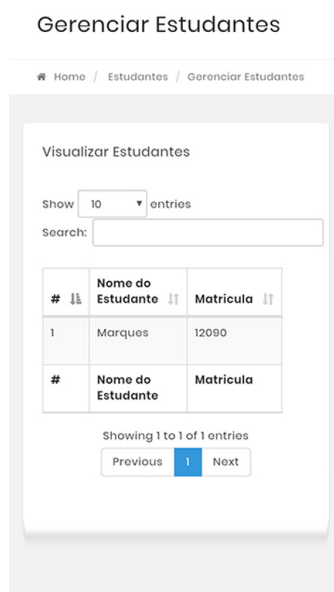 Gerenciar Estudantes
Home / Estudantes / Gerenciar Estudantes
Visualizar Estudantes
Show 10 entries
Search:
# Nome do Estudante Matricula
1 Marques 12090
# Nome do Estudante Matricula
Showing 1 to 1 of 1 entries
Previous 1 Next